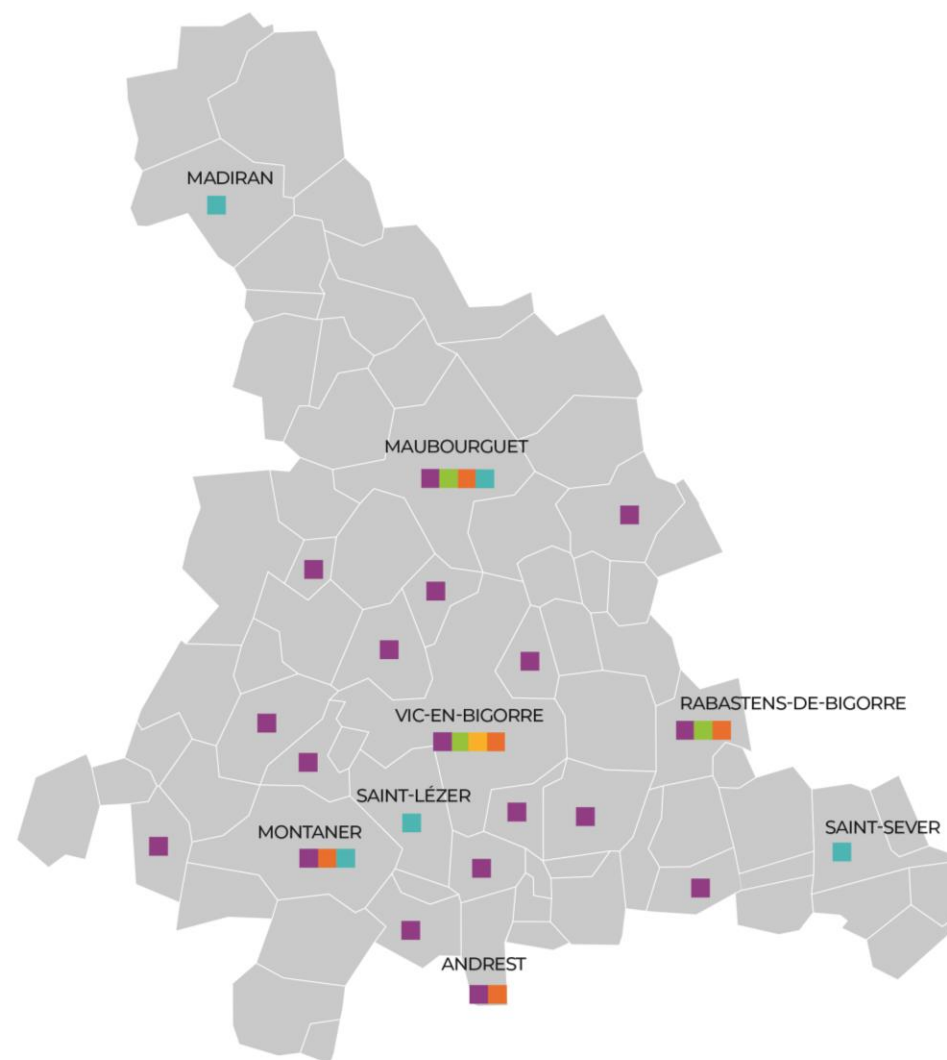 MADIRAN
MAUBOURGUET
RABASTENS-DE-BIGORRE
VIC-EN-BIGORRE
SAINT-LÉZER
SAINT-SEVER
MONTANER
ANDREST